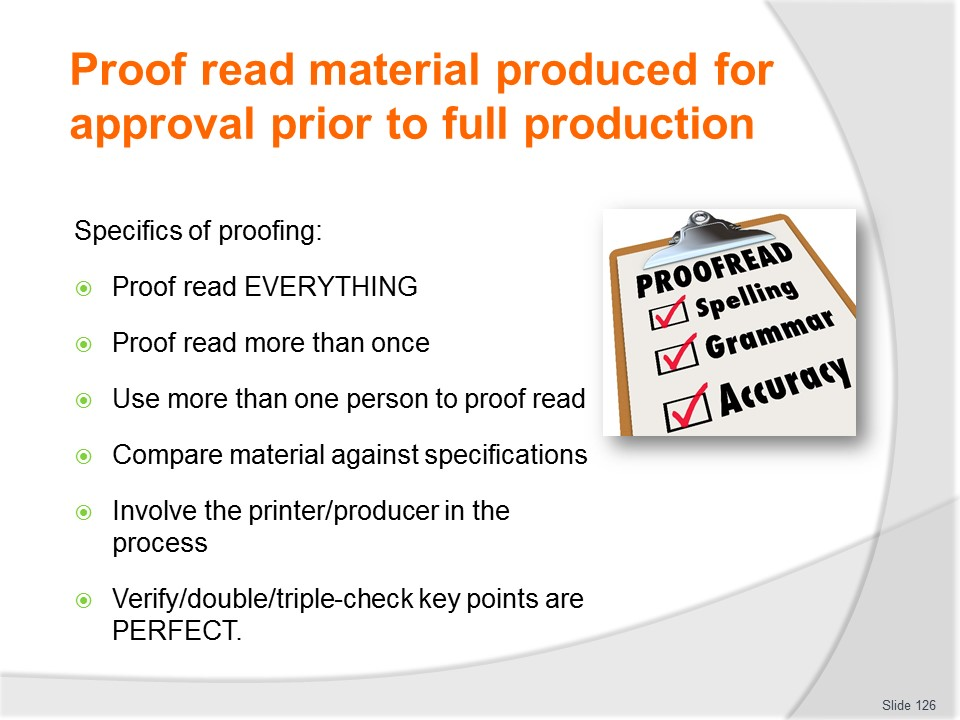 Proof read material produced for
approval prior to full production
Specifics of proofing:
Proof read EVERYTHING
Proof read more than once
Use more than one person to proof read
Compare material against specifications
Involve the printer/producer in the
process
Verify/double/triple-check key points are
PERFECT.
PROOFREAD
Spelling
Grammar
Accuracy
Slide 126